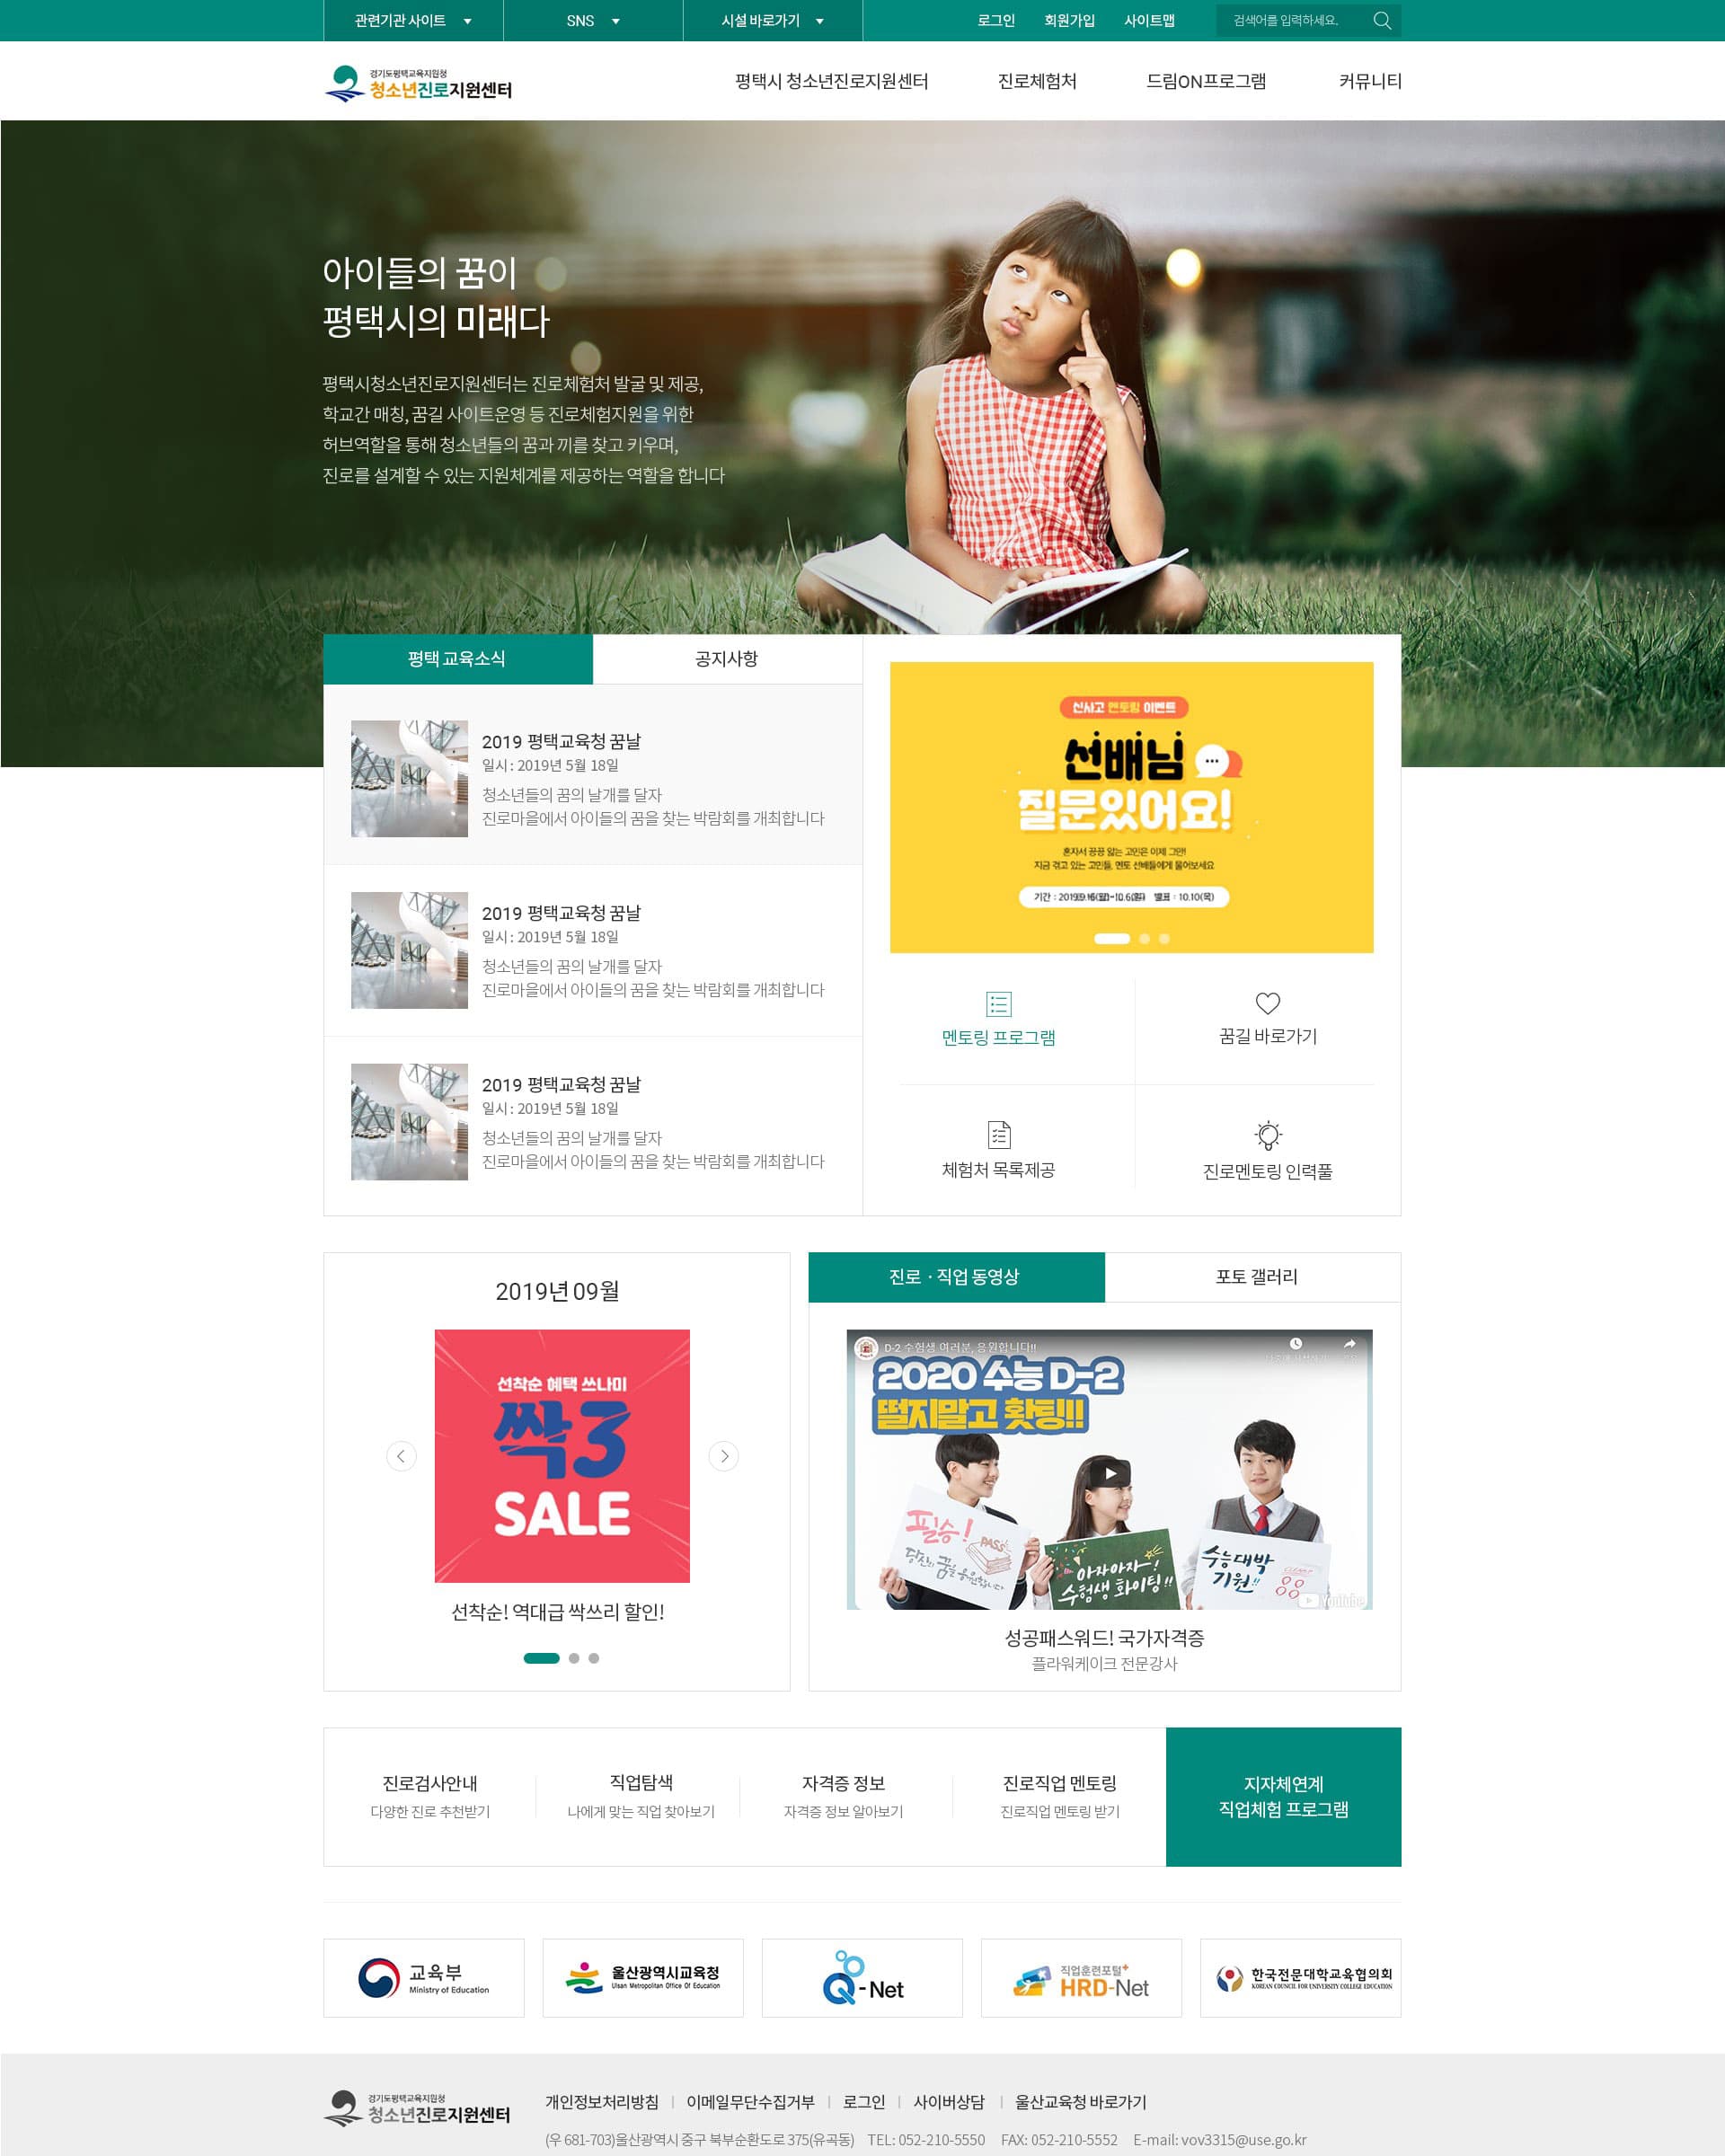 관련기관 사이트 ▼
SNS ▼
시설 바로가기 ▼
로그인
회원가입
사이트맵
검색어를 입력하세요.
경기도평택교육지원청
청소년진로지원센터
평택시 청소년진로지원센터
진로체험처
드림ON프로그램
커뮤니티
아이들의 꿈이
평택시의 미래다
평택시청소년진로지원센터는 진로체험처 발굴 및 제공,
학교간 매칭, 꿈길 사이트운영 등 진로체험지원을 위한
허브역할을 통해 청소년들의 꿈과 끼를 찾고 키우며,
진로를 설계할 수 있는 지원체계를 제공하는 역할을 합니다
평택 교육소식
공지사항
2019 평택교육청 꿈날
일시 : 2019년 5월 18일
청소년들의 꿈의 날개를 달자
진로마을에서 아이들의 꿈을 찾는 박람회를 개최합니다
2019 평택교육청 꿈날
일시 : 2019년 5월 18일
청소년들의 꿈의 날개를 달자
진로마을에서 아이들의 꿈을 찾는 박람회를 개최합니다
2019 평택교육청 꿈날
일시 : 2019년 5월 18일
청소년들의 꿈의 날개를 달자
진로마을에서 아이들의 꿈을 찾는 박람회를 개최합니다
신사고 멘토링 이벤트
선배님
질문있어요!
혼자서 끙끙 앓는 고민은 이제 그만!
지금 겪고 있는 고민들, 멘토 선배들에게 물어보세요
기간 : 발표 : 10.10(목)
멘토링 프로그램
꿈길 바로가기
체험처 목록제공
진로멘토링 인력풀
2019년 09월
선착순 혜택 쓰나미
싹3
SALE
선착순! 역대급 싹쓰리 할인!
진로 · 직업 동영상
포토 갤러리
D-2 수험생 여러분, 응원합니다!!
2020 수능 D-2
떨지말고 홧팅!!
필승!
PASS
당신의 꿈을 응원합니다
아자아자!
수험생 화이팅!!
수능대박
기원!!
YouTube
성공패스워드! 국가자격증
플라워케이크 전문강사
진로검사안내
다양한 진로 추천받기
직업탐색
나에게 맞는 직업 찾아보기
자격증 정보
자격증 정보 알아보기
진로직업 멘토링
진로직업 멘토링 받기
지자체연계
직업체험 프로그램
교육부
Ministry of Education
울산광역시교육청
Ulsan Metropolitan Office Of Education
Q-Net
직업훈련포털
HRD-Net
한국전문대학교육협의회
KOREAN COUNCIL FOR UNIVERSITY COLLEGE EDUCATION
경기도평택교육지원청
청소년진로지원센터
개인정보처리방침 | 이메일무단수집거부 | 로그인 | 사이버상담 | 울산교육청 바로가기
(우 681-703)울산광역시 중구 북부순환도로 375(유곡동) TEL: 052-210-5550 FAX: 052-210-5552 E-mail: vov3315@use.go.kr